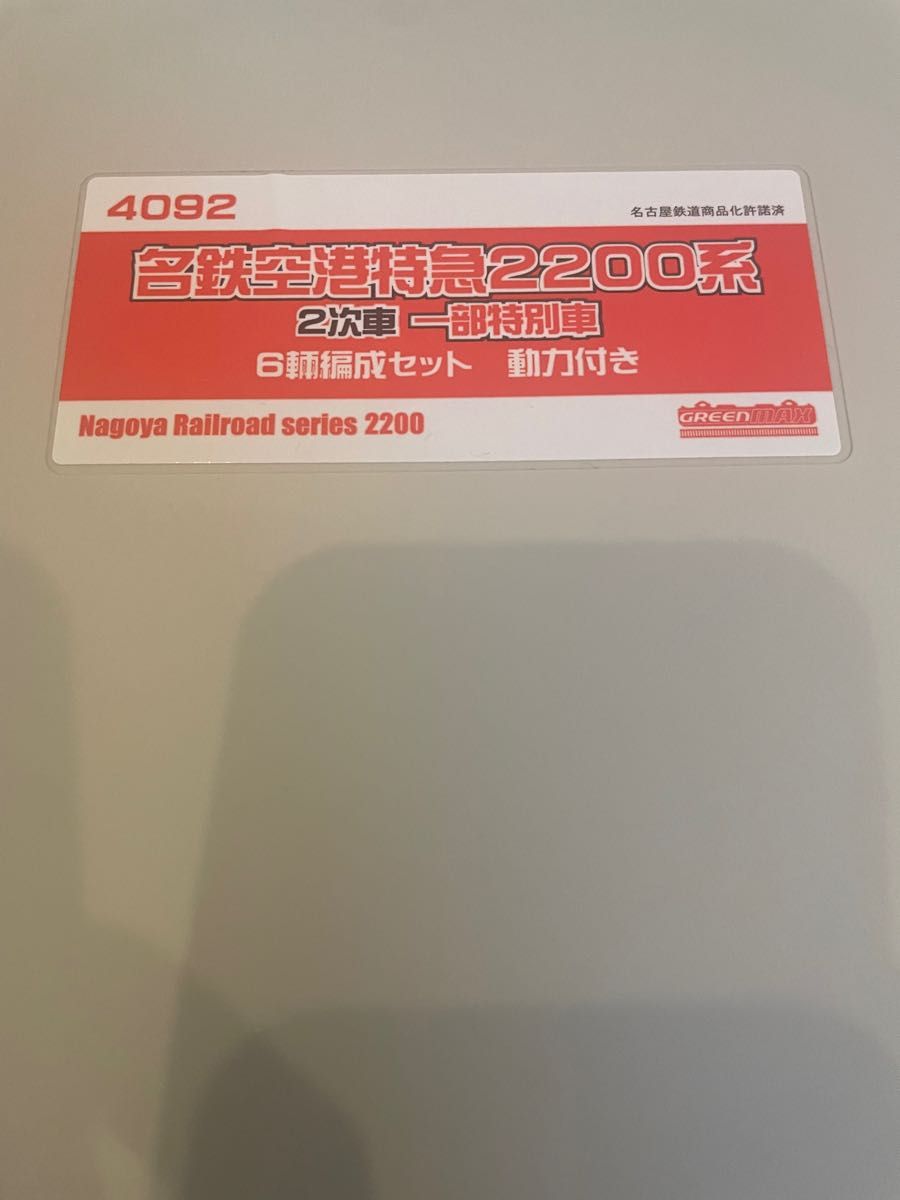 4092
名古屋鉄道商品化許諾済
名鉄空港特急2200系
2次車 一部特別車
6輌編成セット 動力付き
Nagoya Railroad series 2200
GREENMAX